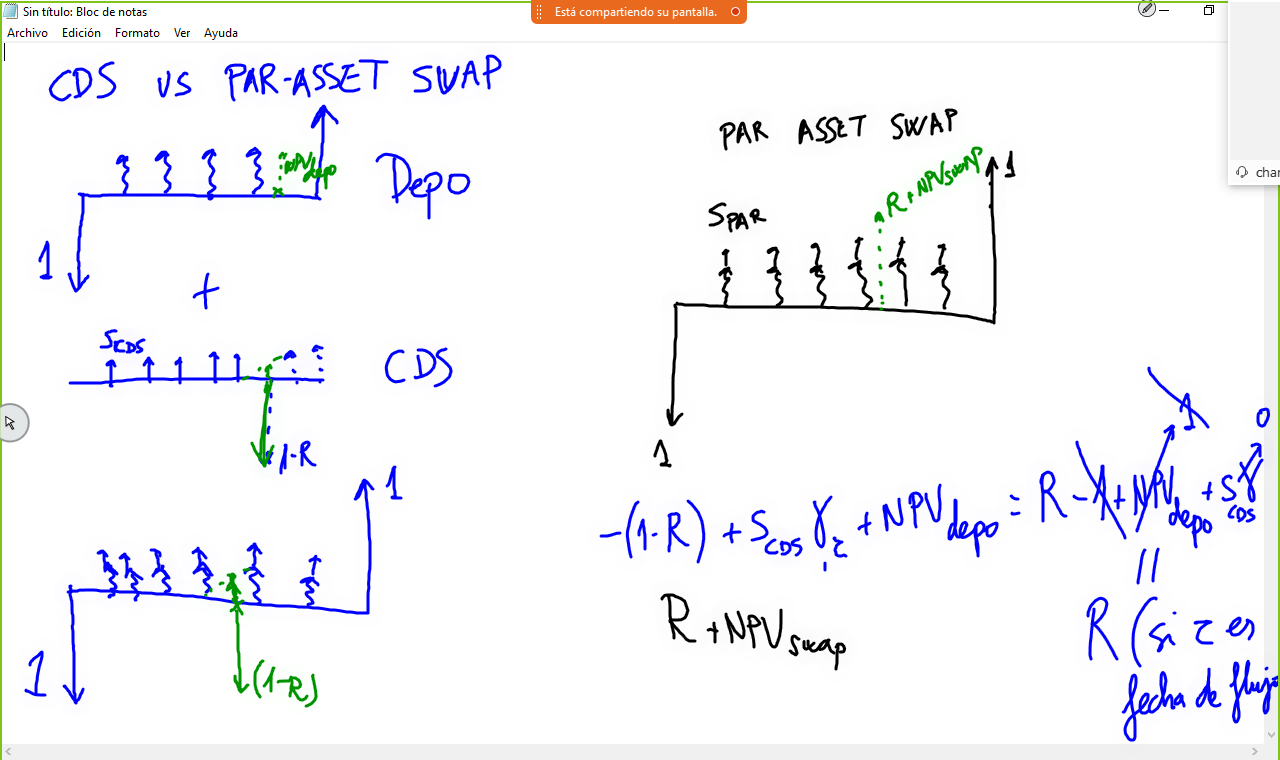 Sin título: Bloc de notas
Está compartiendo su pantalla.
Archivo Edición Formato Ver Ayuda
char
CDS vs PAR-ASSET SWAP
NPVdepo
Depo
1
+
SCDS
CDS
1-R
1
1
(1-R)
PAR ASSET SWAP
R+NPVswap
1
SPAR
1
1 0
-(1-R) + SCDS γτ + NPVdepo = R - 1 + NPVdepo + SCDS γ
R + NPVswap
R (si τ es
fecha de flujo